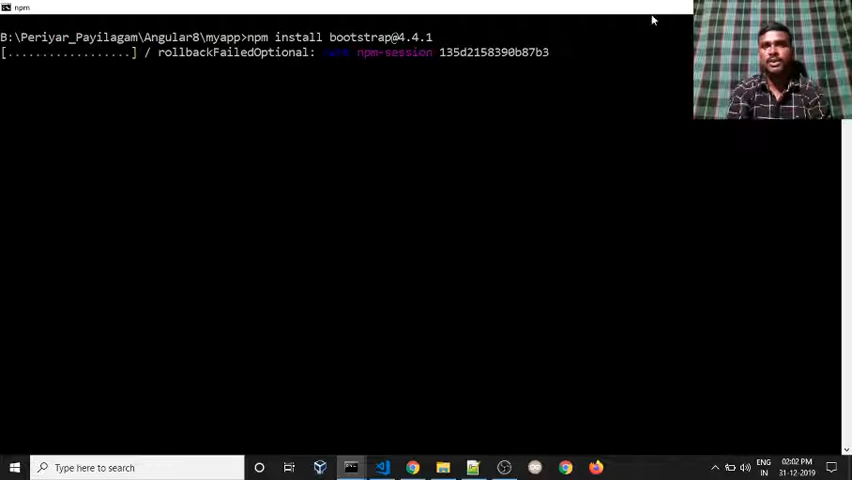 npm
B:\Periyar_Payilagam\Angular8\myapp>npm install bootstrap@4.4.1
[..................] / rollbackFailedOptional: npm-session 135d2158390b87b3
Type here to search
ENG
02:02 PM
IN
31-12-2019